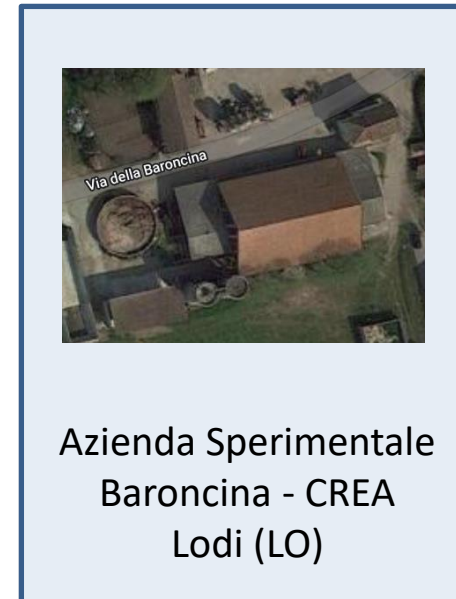 Via della Baroncina
Azienda Sperimentale
Baroncina - CREA
Lodi (LO)